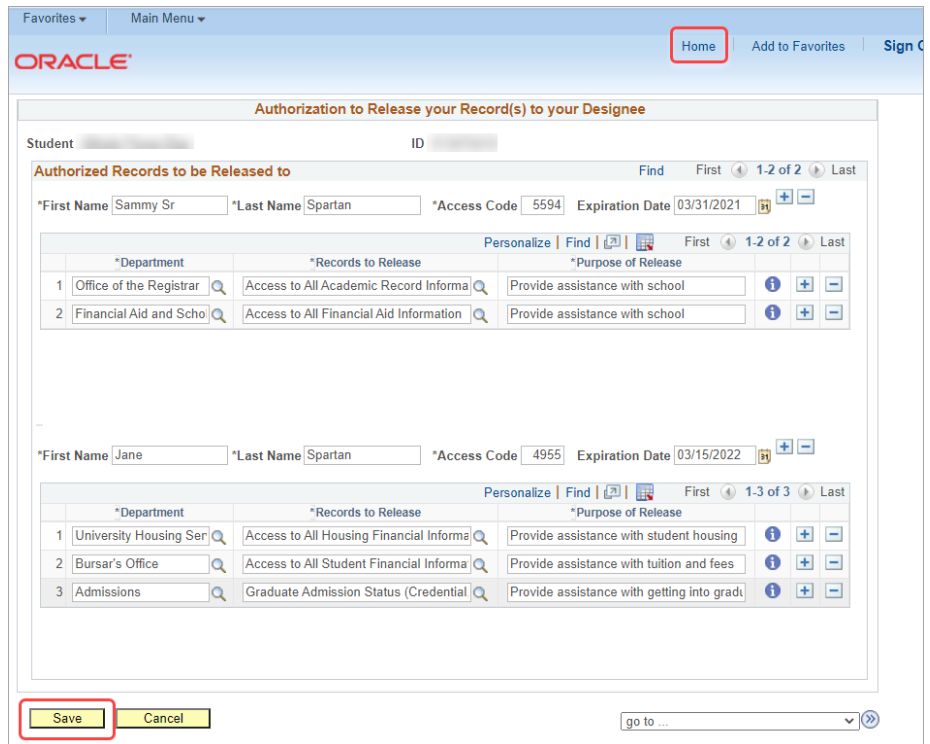 Favorites Main Menu
Home Add to Favorites Sign
ORACLE
Authorization to Release your Record(s) to your Designee
Student ID
Authorized Records to be Released to Find First 1-2 of 2 Last
*First Name Sammy Sr *Last Name Spartan *Access Code 5594 Expiration Date 03/31/2021 31
Personalize | Find | First 1-2 of 2 Last
*Department *Records to Release *Purpose of Release
1 Office of the Registrar Access to All Academic Record Informa Provide assistance with school
2 Financial Aid and Scho Access to All Financial Aid Information Provide assistance with school
*First Name Jane *Last Name Spartan *Access Code 4955 Expiration Date 03/15/2022 31
Personalize | Find | First 1-3 of 3 Last
*Department *Records to Release *Purpose of Release
1 University Housing Ser Access to All Housing Financial Informa Provide assistance with student housing
2 Bursar's Office Access to All Student Financial Informa Provide assistance with tuition and fees
3 Admissions Graduate Admission Status (Credential Provide assistance with getting into gradu
Save Cancel go to ...